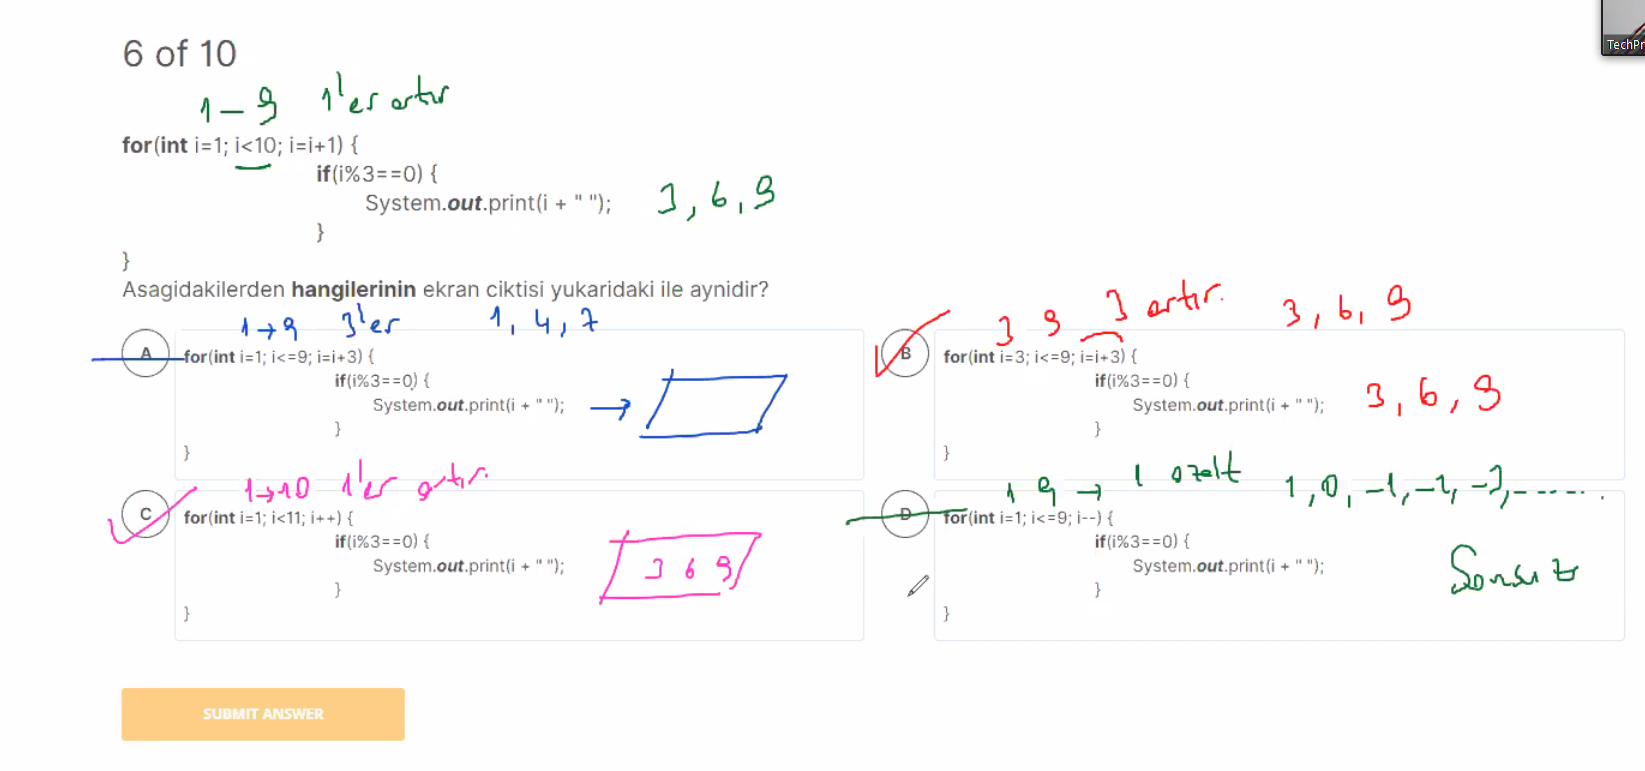 TechPr
6 of 10
1 – 9 1'er artır
for(int i=1; i<10; i=i+1) {
if(i%3==0) {
System.out.print(i + " "); 3, 6, 9
}
}
Asagidakilerden hangilerinin ekran ciktisi yukaridaki ile aynidir?
1→9 3'er 1, 4, 7
A
for(int i=1; i<=9; i=i+3) {
if(i%3==0) {
System.out.print(i + " "); →
}
}
3 9 3 artır. 3, 6, 9
B
for(int i=3; i<=9; i=i+3) {
if(i%3==0) {
System.out.print(i + " "); 3, 6, 9
}
}
1→10 1'er artır.
C
for(int i=1; i<11; i++) {
if(i%3==0) {
System.out.print(i + " "); 3 6 9
}
}
1 9 → 1 azalt 1, 0, -1, -2, -3, - - - - - .
D
for(int i=1; i<=9; i--) {
if(i%3==0) {
System.out.print(i + " "); Sonsuz
}
}
SUBMIT ANSWER